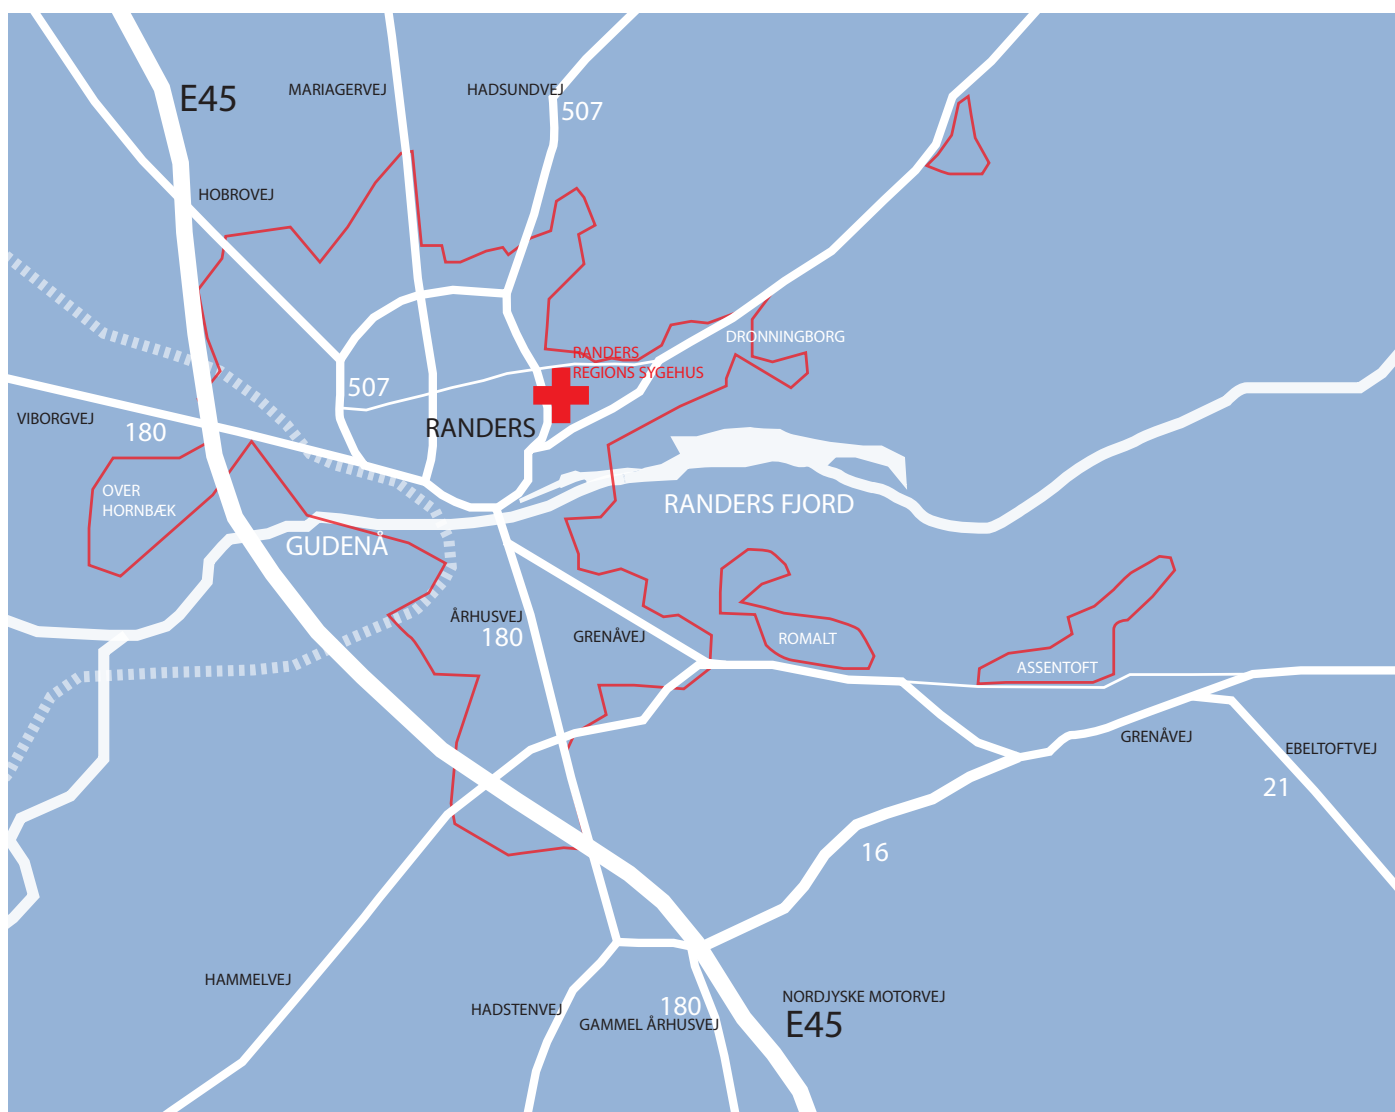 MARIAGERVEJ
HADSUNDVEJ
E45
507
HOBROVEJ
DRONNINGBORG
RANDERS
REGIONS SYGEHUS
507
VIBORGVEJ
180
RANDERS
OVER
HORNBÆK
RANDERS FJORD
GUDENÅ
ÅRHUSVEJ
180
GRENÅVEJ
ROMALT
ASSENTOFT
GRENÅVEJ
EBELTOFTVEJ
21
16
HAMMELVEJ
HADSTENVEJ
180
GAMMEL ÅRHUSVEJ
NORDJYSKE MOTORVEJ
E45